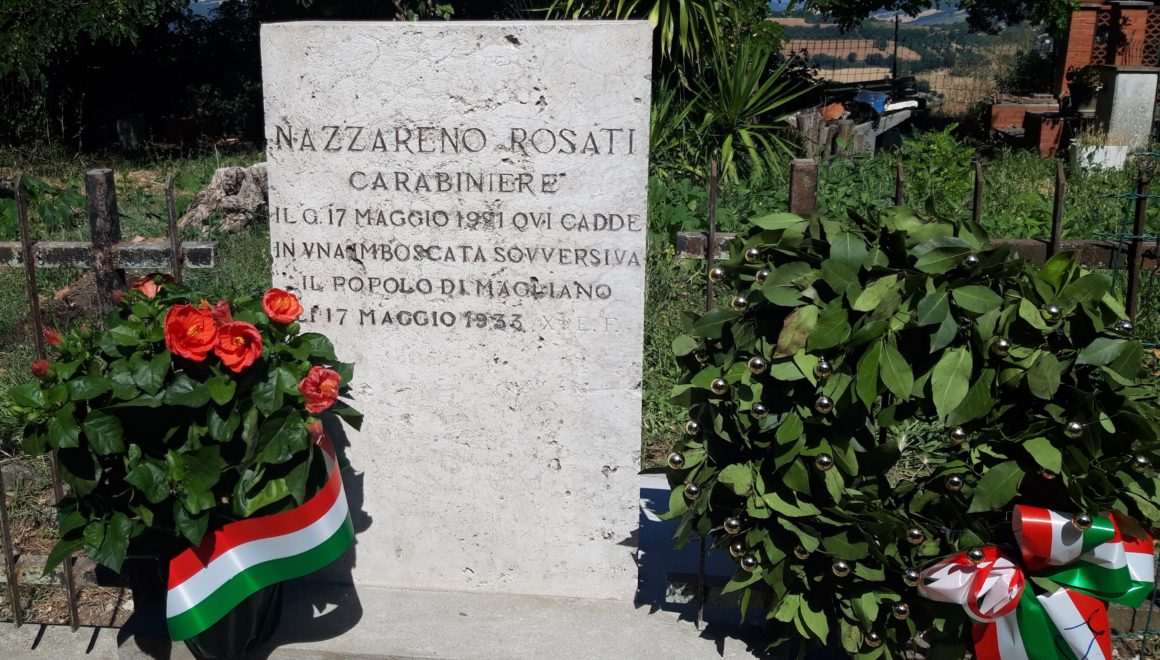 NAZZARENO ROSATI
CARABINIERE
IL G. 17 MAGGIO 1921 QVI CADDE
IN VNA IMBOSCATA SOVVERSIVA
IL POPOLO DI MAGLIANO
17 MAGGIO 1933 XI E. F.